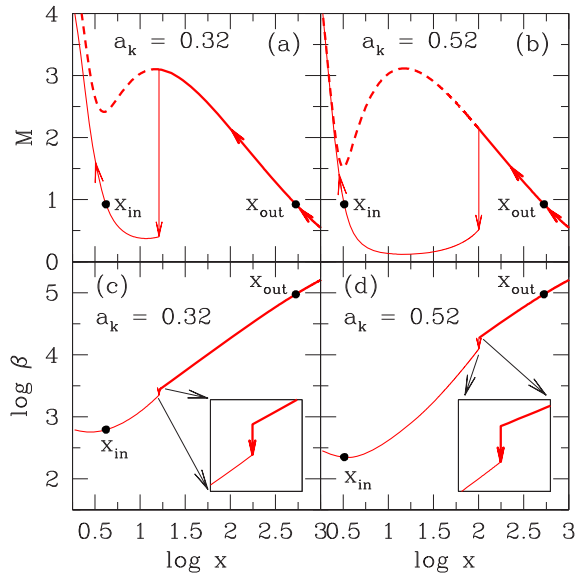 4
a_k = 0.32 (a)
a_k = 0.52 (b)
3
M
2
1
x_in
x_out
x_in
x_out
0
(c)
x_out
(d)
x_out
5
a_k = 0.32
a_k = 0.52
4
log β
3
x_in
x_in
2
0.5 1 1.5 2 2.5 3 0.5 1 1.5 2 2.5 3
log x
log x